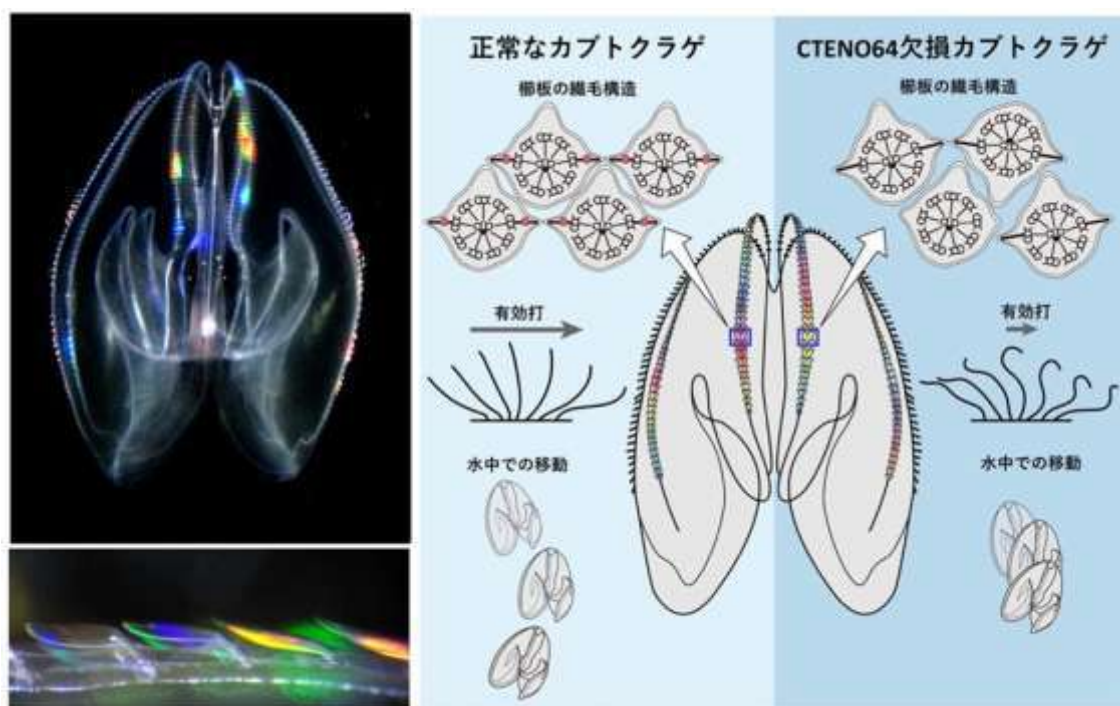 正常なカブトクラゲ
櫛板の繊毛構造
有効打
水中での移動
CTENO64欠損カブトクラゲ
櫛板の繊毛構造
有効打
水中での移動